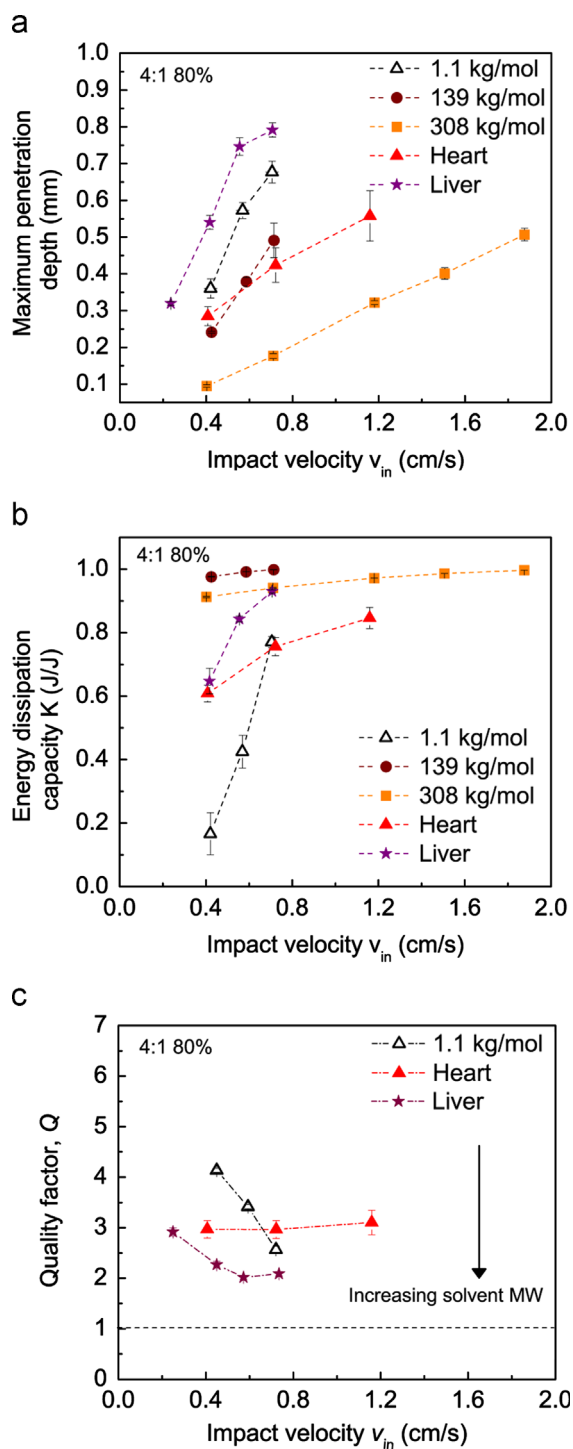 a
4:1 80%
1.1 kg/mol
139 kg/mol
308 kg/mol
Heart
Liver
Maximum penetration
depth (mm)
1.0
0.9
0.8
0.7
0.6
0.5
0.4
0.3
0.2
0.1
0.0 0.4 0.8 1.2 1.6 2.0
Impact velocity v_in (cm/s)
b
4:1 80%
Energy dissipation
capacity K (J/J)
1.0
0.8
0.6
0.4
0.2
0.0
1.1 kg/mol
139 kg/mol
308 kg/mol
Heart
Liver
0.0 0.4 0.8 1.2 1.6 2.0
Impact velocity v_in (cm/s)
c
4:1 80%
1.1 kg/mol
Heart
Liver
Quality factor, Q
7
6
5
4
3
2
1
0
Increasing solvent MW
0.0 0.4 0.8 1.2 1.6 2.0
Impact velocity v_in (cm/s)